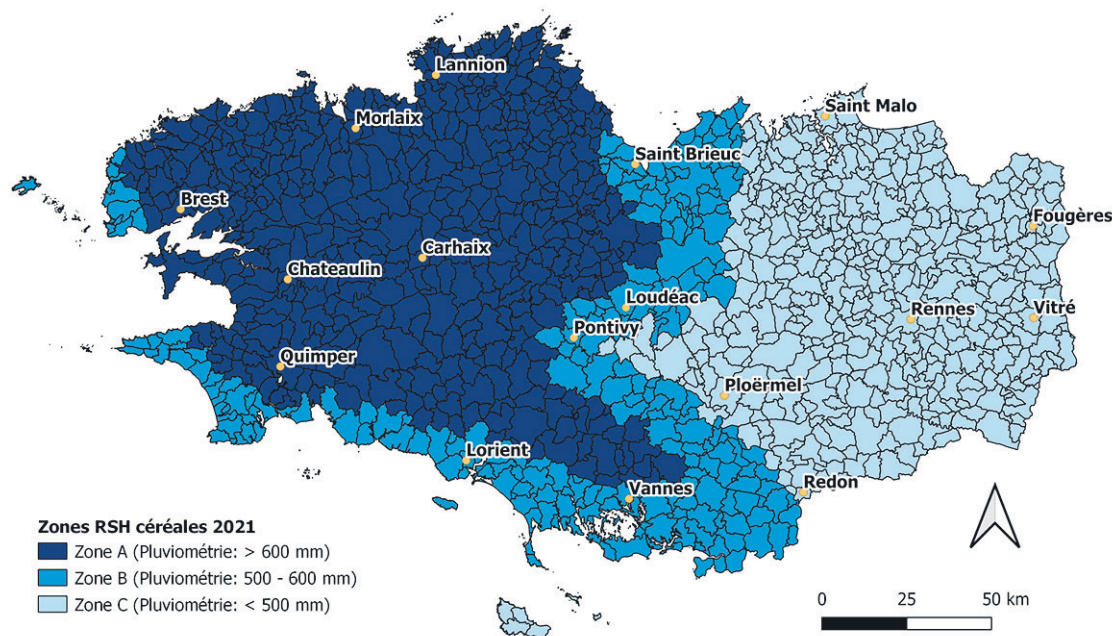 Lannion
Saint Malo
Morlaix
Saint Brieuc
Brest
Fougères
Carhaix
Chateaulin
Loudéac
Rennes
Vitré
Pontivy
Quimper
Ploërmel
Lorient
Redon
Vannes
Zones RSH céréales 2021
Zone A (Pluviométrie: > 600 mm)
Zone B (Pluviométrie: 500 - 600 mm)
Zone C (Pluviométrie: < 500 mm)
0 25 50 km